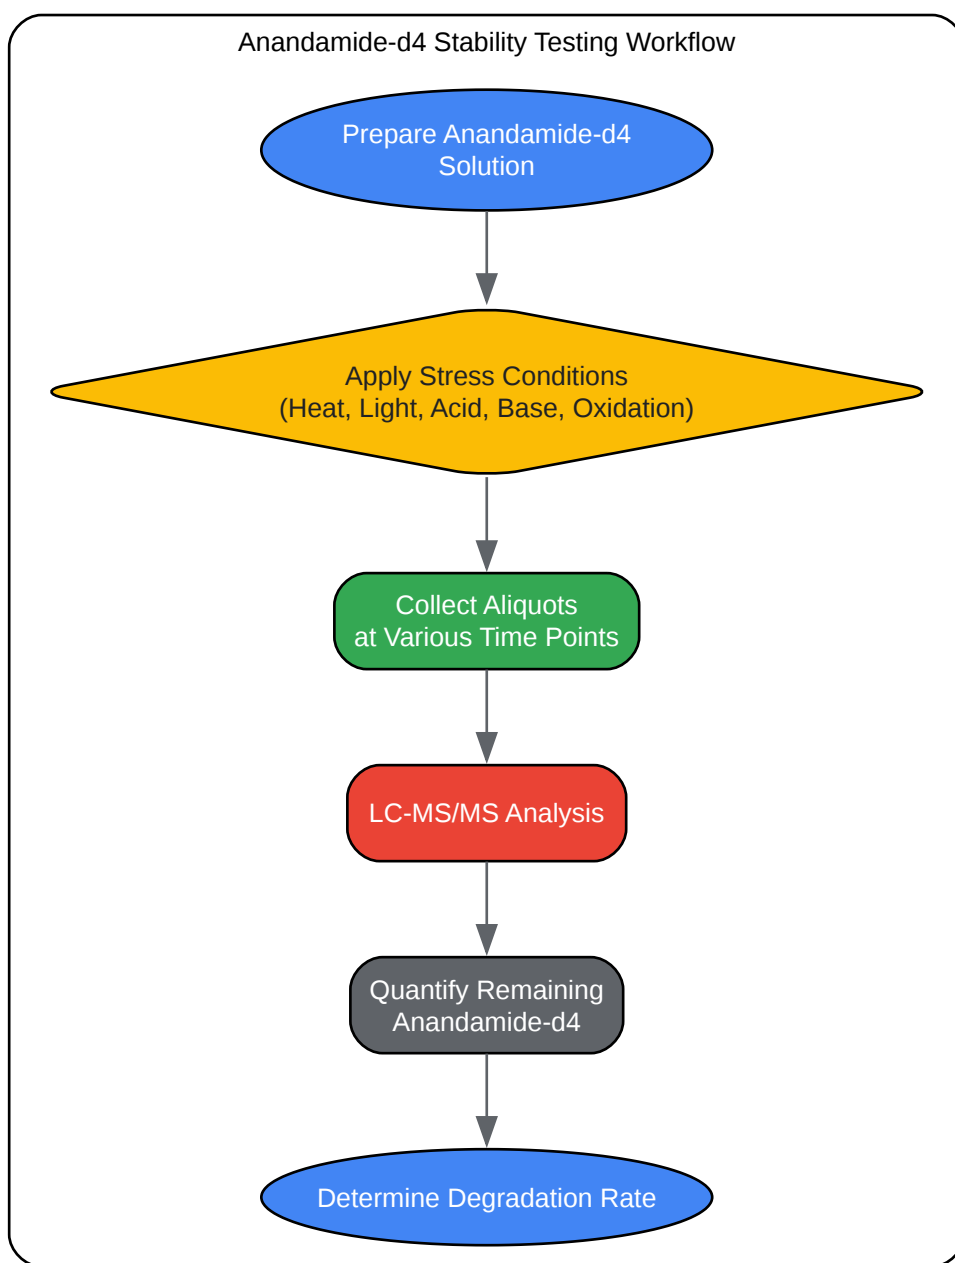 Anandamide-d4 Stability Testing Workflow
Prepare Anandamide-d4
Solution
Apply Stress Conditions
(Heat, Light, Acid, Base, Oxidation)
Collect Aliquots
at Various Time Points
LC-MS/MS Analysis
Quantify Remaining
Anandamide-d4
Determine Degradation Rate